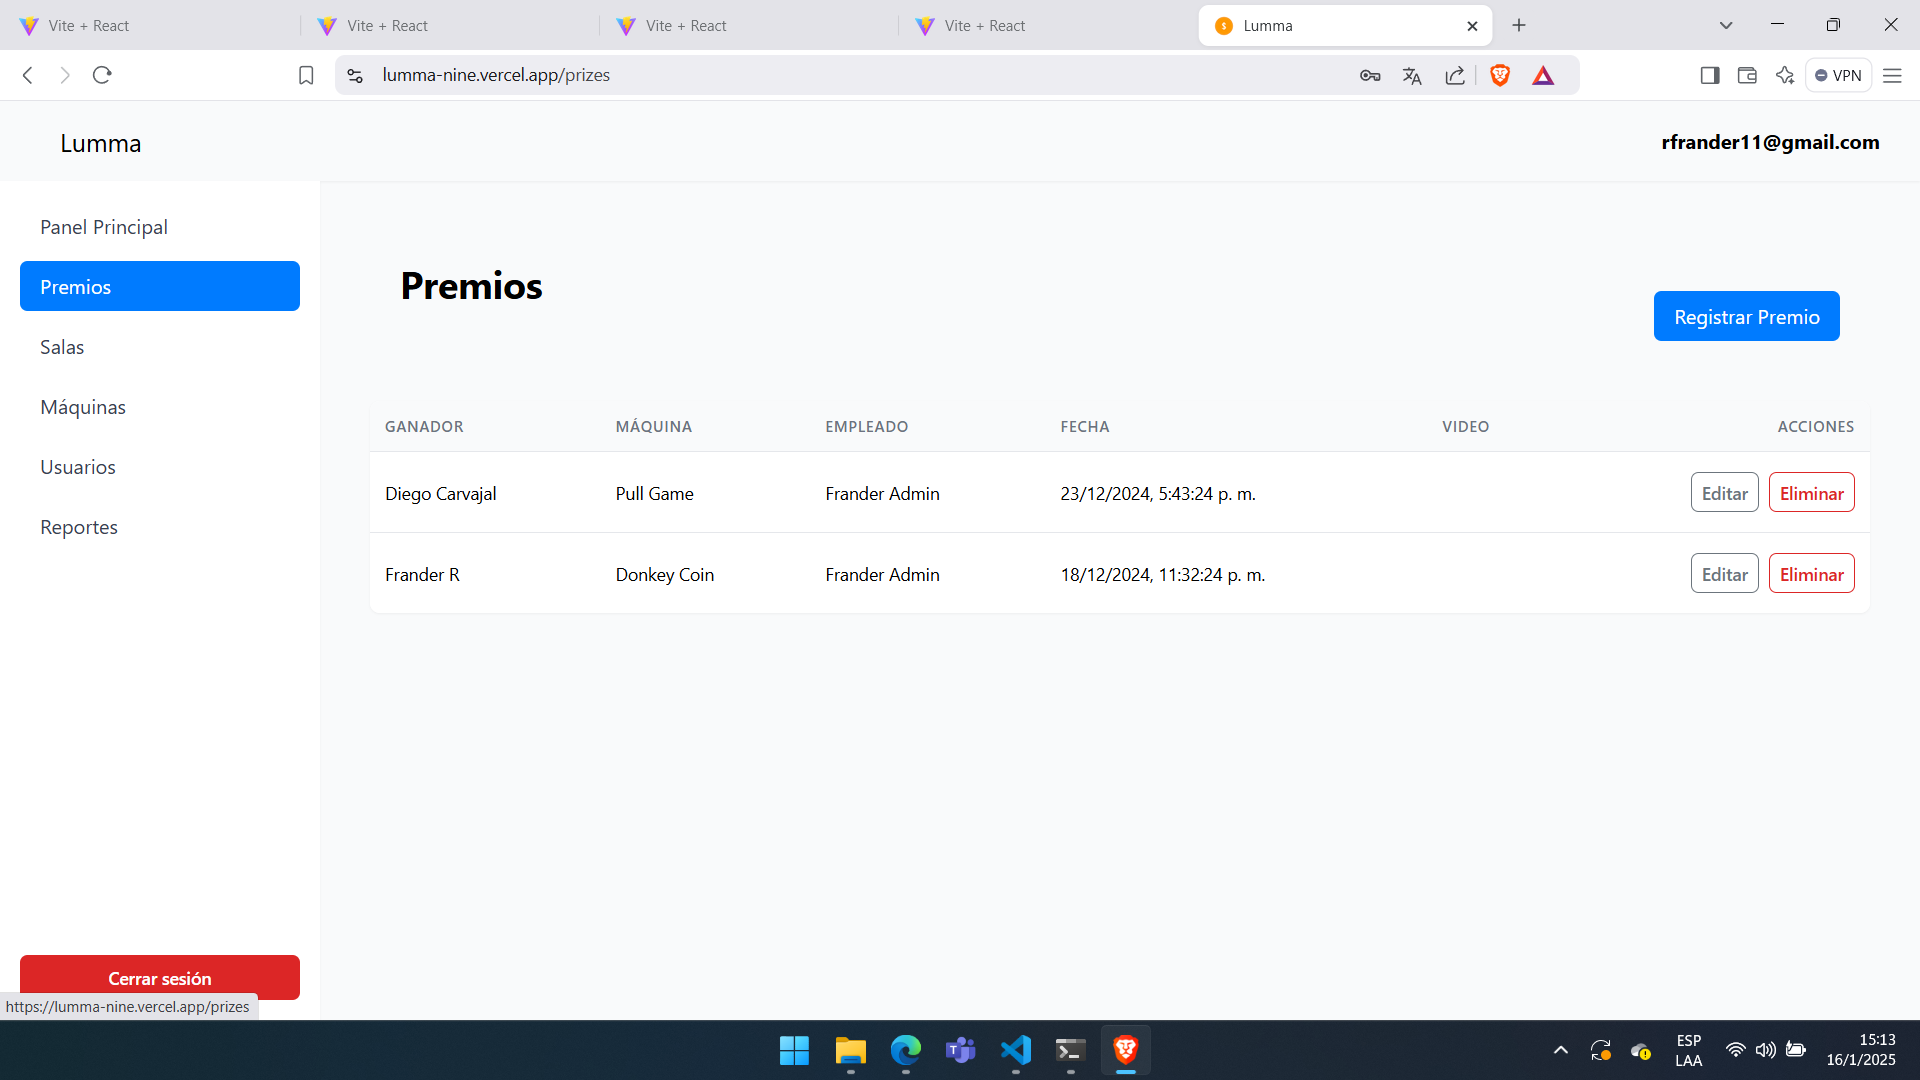 Vite + React
Vite + React
Vite + React
Vite + React
Lumma
lumma-nine.vercel.app/prizes
VPN
Lumma
rfrander11@gmail.com
Panel Principal
Premios
Salas
Máquinas
Usuarios
Reportes
Cerrar sesión
Premios
Registrar Premio
GANADOR MÁQUINA EMPLEADO FECHA VIDEO ACCIONES
Diego Carvajal Pull Game Frander Admin 23/12/2024, 5:43:24 p. m. Editar Eliminar
Frander R Donkey Coin Frander Admin 18/12/2024, 11:32:24 p. m. Editar Eliminar
https://lumma-nine.vercel.app/prizes
ESP
LAA
15:13
16/1/2025